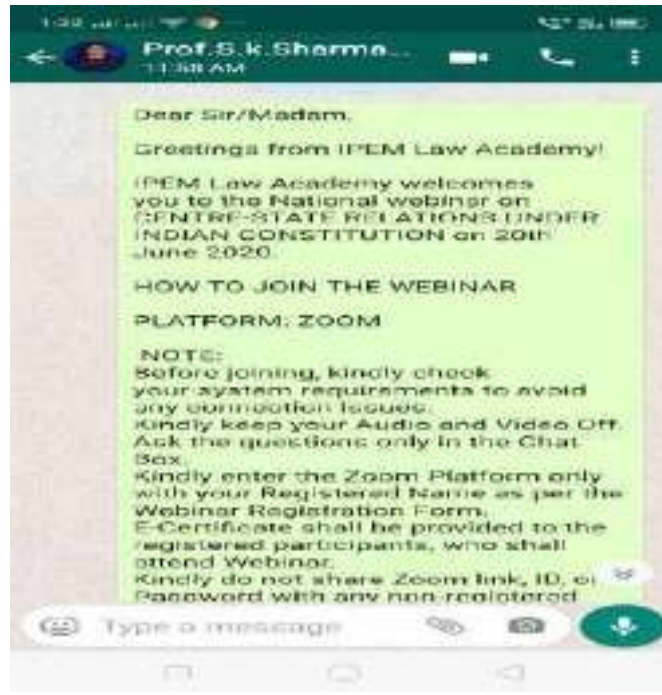 Prof.S.k.Sharma...
11:58 AM
Dear Sir/Madam,
Greetings from IPEM Law Academy!
IPEM Law Academy welcomes
you to the National webinar on
CENTRE-STATE RELATIONS UNDER
INDIAN CONSTITUTION on 20th
June 2020.
HOW TO JOIN THE WEBINAR
PLATFORM: ZOOM
NOTE:
Before joining, kindly check
your system requirements to avoid
any connection issues.
Kindly keep your Audio and Video Off.
Ask the questions only in the Chat
Box.
Kindly enter the Zoom Platform only
with your Registered Name as per the
Webinar Registration Form.
E-Certificate shall be provided to the
registered participants, who shall
attend Webinar.
Kindly do not share Zoom link, ID, or
Password with any non-registered
Type a message